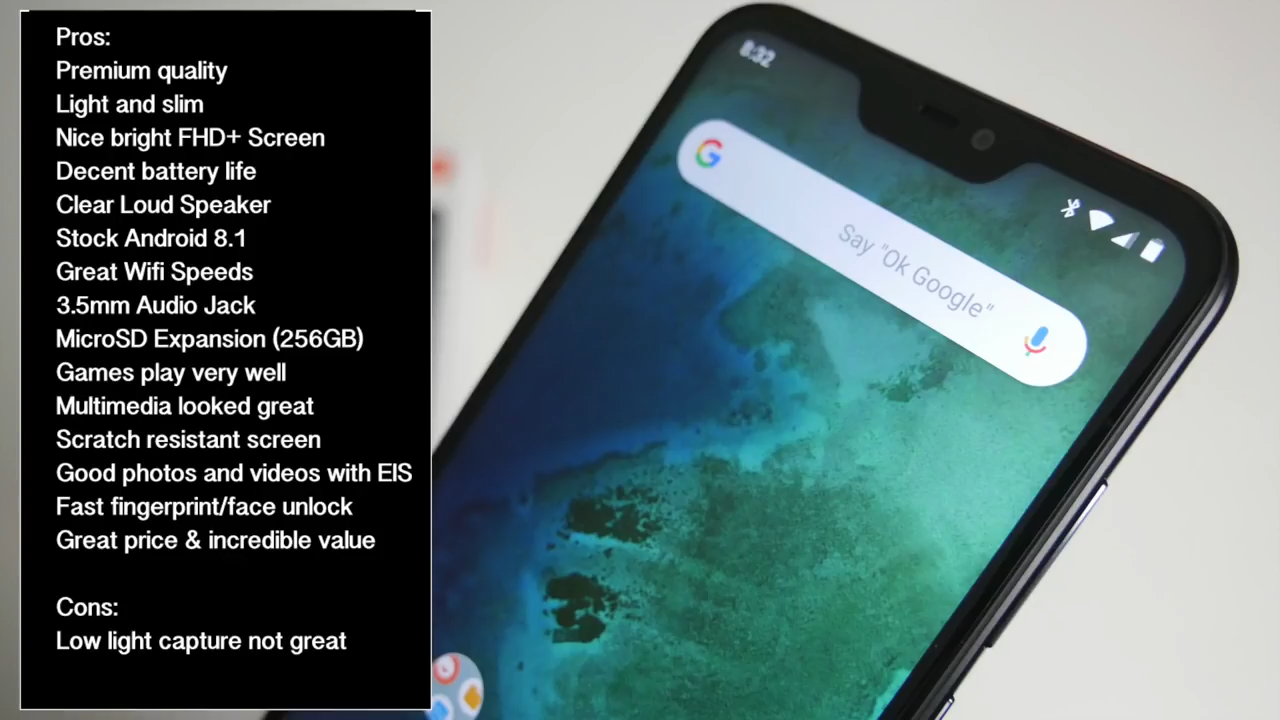 Pros:
Premium quality
Light and slim
Nice bright FHD+ Screen
Decent battery life
Clear Loud Speaker
Stock Android 8.1
Great Wifi Speeds
3.5mm Audio Jack
MicroSD Expansion (256GB)
Games play very well
Multimedia looked great
Scratch resistant screen
Good photos and videos with EIS
Fast fingerprint/face unlock
Great price & incredible value
Cons:
Low light capture not great
8:32
G
Say "Ok Google"